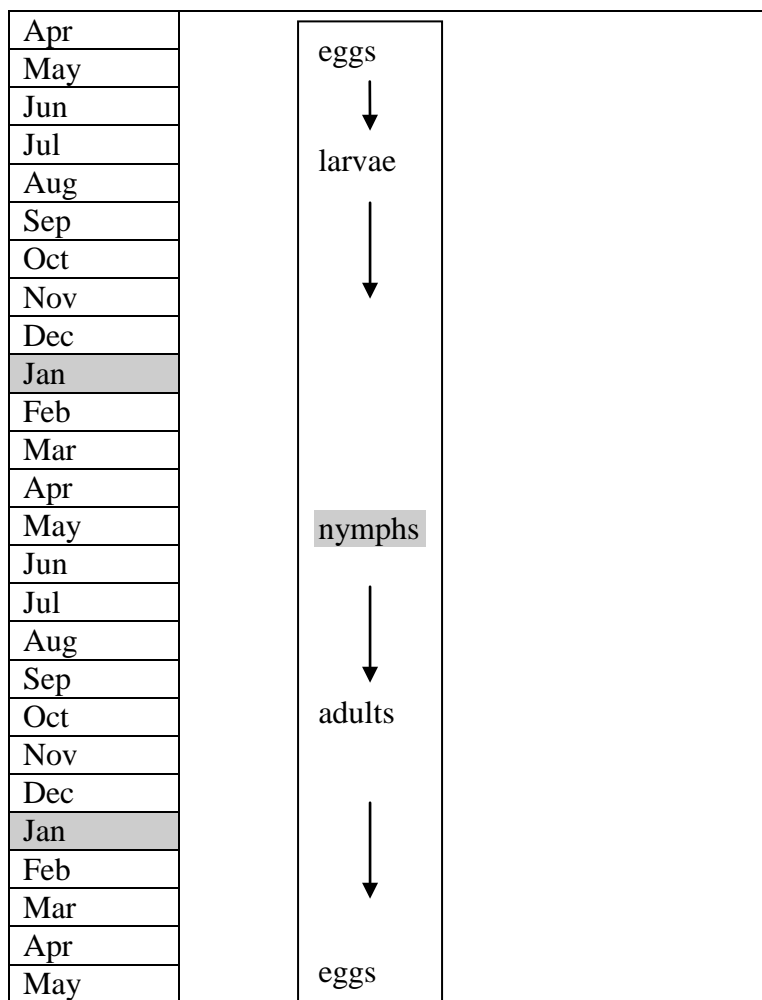 Apr
May
Jun
Jul
Aug
Sep
Oct
Nov
Dec
Jan
Feb
Mar
Apr
May
Jun
Jul
Aug
Sep
Oct
Nov
Dec
Jan
Feb
Mar
Apr
May
eggs
larvae
nymphs
adults
eggs